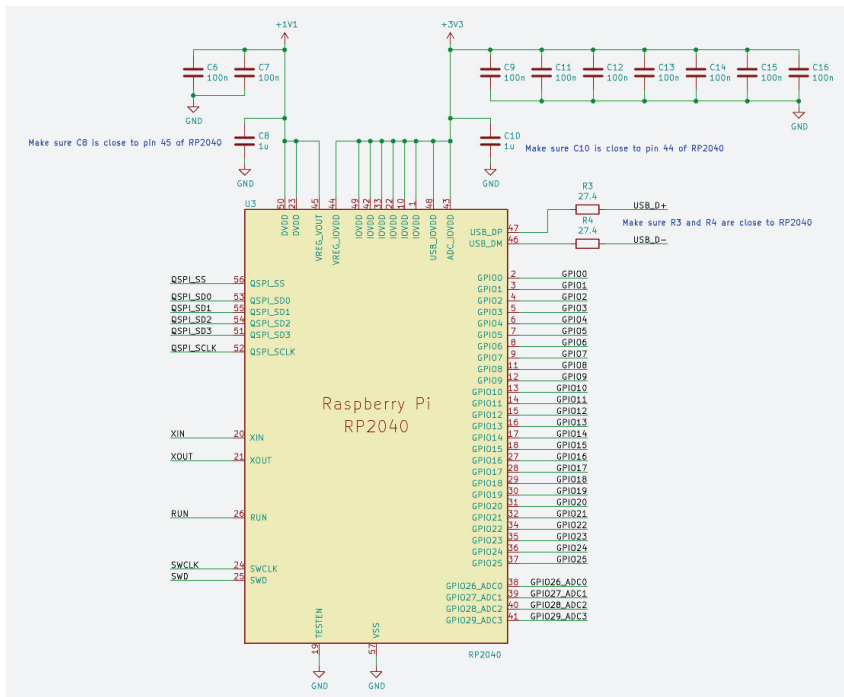 +1V1
+3V3
C6
100n
C7
100n
C9
100n
C11
100n
C12
100n
C13
100n
C14
100n
C15
100n
C16
100n
GND
GND
Make sure C8 is close to pin 45 of RP2040
C8
1u
C10
1u
Make sure C10 is close to pin 44 of RP2040
GND
GND
R3
27.4
USB_D+
Make sure R3 and R4 are close to RP2040
R4
27.4
USB_D-
U3
50 DVDD
23 DVDD
45 VREG_VOUT
44 VREG_IOVDD
49 IOVDD
42 IOVDD
33 IOVDD
22 IOVDD
10 IOVDD
1 IOVDD
48 USB_IOVDD
43 ADC_IOVDD
USB_DP 47
USB_DM 46
QSPI_SS 56 QSPI_SS
QSPI_SD0 53 QSPI_SD0
QSPI_SD1 55 QSPI_SD1
QSPI_SD2 54 QSPI_SD2
QSPI_SD3 51 QSPI_SD3
QSPI_SCLK 52 QSPI_SCLK
XIN 20 XIN
XOUT 21 XOUT
RUN 26 RUN
SWCLK 24 SWCLK
SWD 25 SWD
Raspberry Pi
RP2040
GPIO0 2 GPIO0
GPIO1 3 GPIO1
GPIO2 4 GPIO2
GPIO3 5 GPIO3
GPIO4 6 GPIO4
GPIO5 7 GPIO5
GPIO6 8 GPIO6
GPIO7 9 GPIO7
GPIO8 11 GPIO8
GPIO9 12 GPIO9
GPIO10 13 GPIO10
GPIO11 14 GPIO11
GPIO12 15 GPIO12
GPIO13 16 GPIO13
GPIO14 17 GPIO14
GPIO15 18 GPIO15
GPIO16 27 GPIO16
GPIO17 28 GPIO17
GPIO18 29 GPIO18
GPIO19 30 GPIO19
GPIO20 31 GPIO20
GPIO21 32 GPIO21
GPIO22 34 GPIO22
GPIO23 35 GPIO23
GPIO24 36 GPIO24
GPIO25 37 GPIO25
GPIO26_ADC0 38 GPIO26_ADC0
GPIO27_ADC1 39 GPIO27_ADC1
GPIO28_ADC2 40 GPIO28_ADC2
GPIO29_ADC3 41 GPIO29_ADC3
TESTEN 19
VSS 57
RP2040
GND
GND